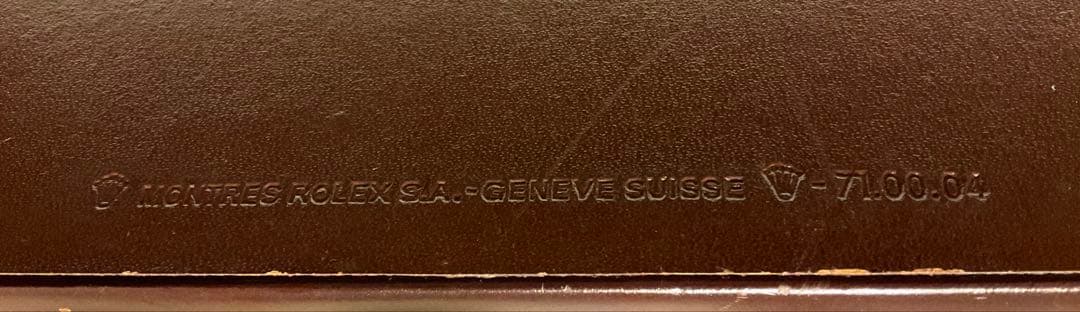 MONTRES ROLEX S.A.-GENEVE SUISSE - 71.00.04